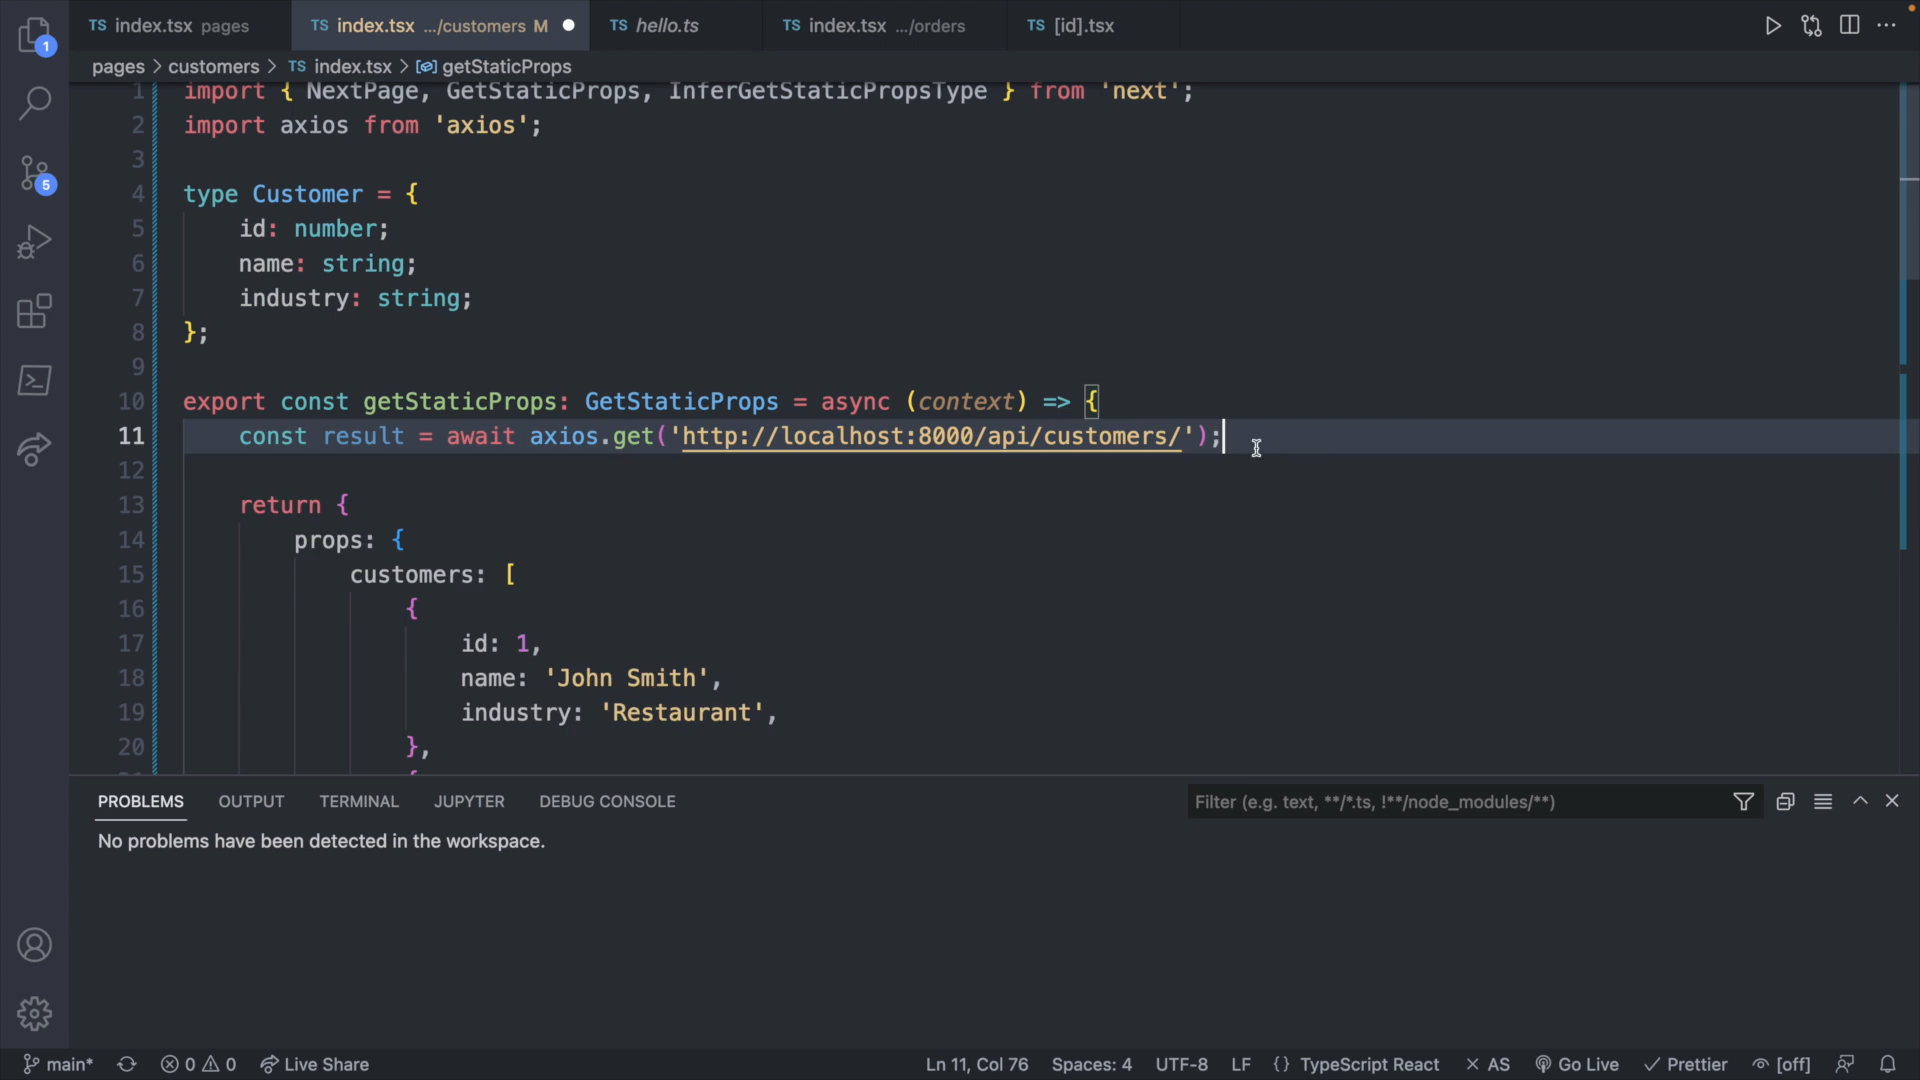 1
TS index.tsx pages
TS index.tsx .../customers M
TS hello.ts
TS index.tsx .../orders
TS [id].tsx
pages > customers > TS index.tsx > getStaticProps
1 import { NextPage, GetStaticProps, InferGetStaticPropsType } from 'next';
2 import axios from 'axios';
3
4 type Customer = {
5 id: number;
6 name: string;
7 industry: string;
8 };
9
10 export const getStaticProps: GetStaticProps = async (context) => {
11 const result = await axios.get('http://localhost:8000/api/customers/');
12
13 return {
14 props: {
15 customers: [
16 {
17 id: 1,
18 name: 'John Smith',
19 industry: 'Restaurant',
20 },
5
PROBLEMS OUTPUT TERMINAL JUPYTER DEBUG CONSOLE
Filter (e.g. text, **/*.ts, !**/node_modules/**)
No problems have been detected in the workspace.
main* 0 0 Live Share Ln 11, Col 76 Spaces: 4 UTF-8 LF {} TypeScript React × AS Go Live ✓ Prettier [off]